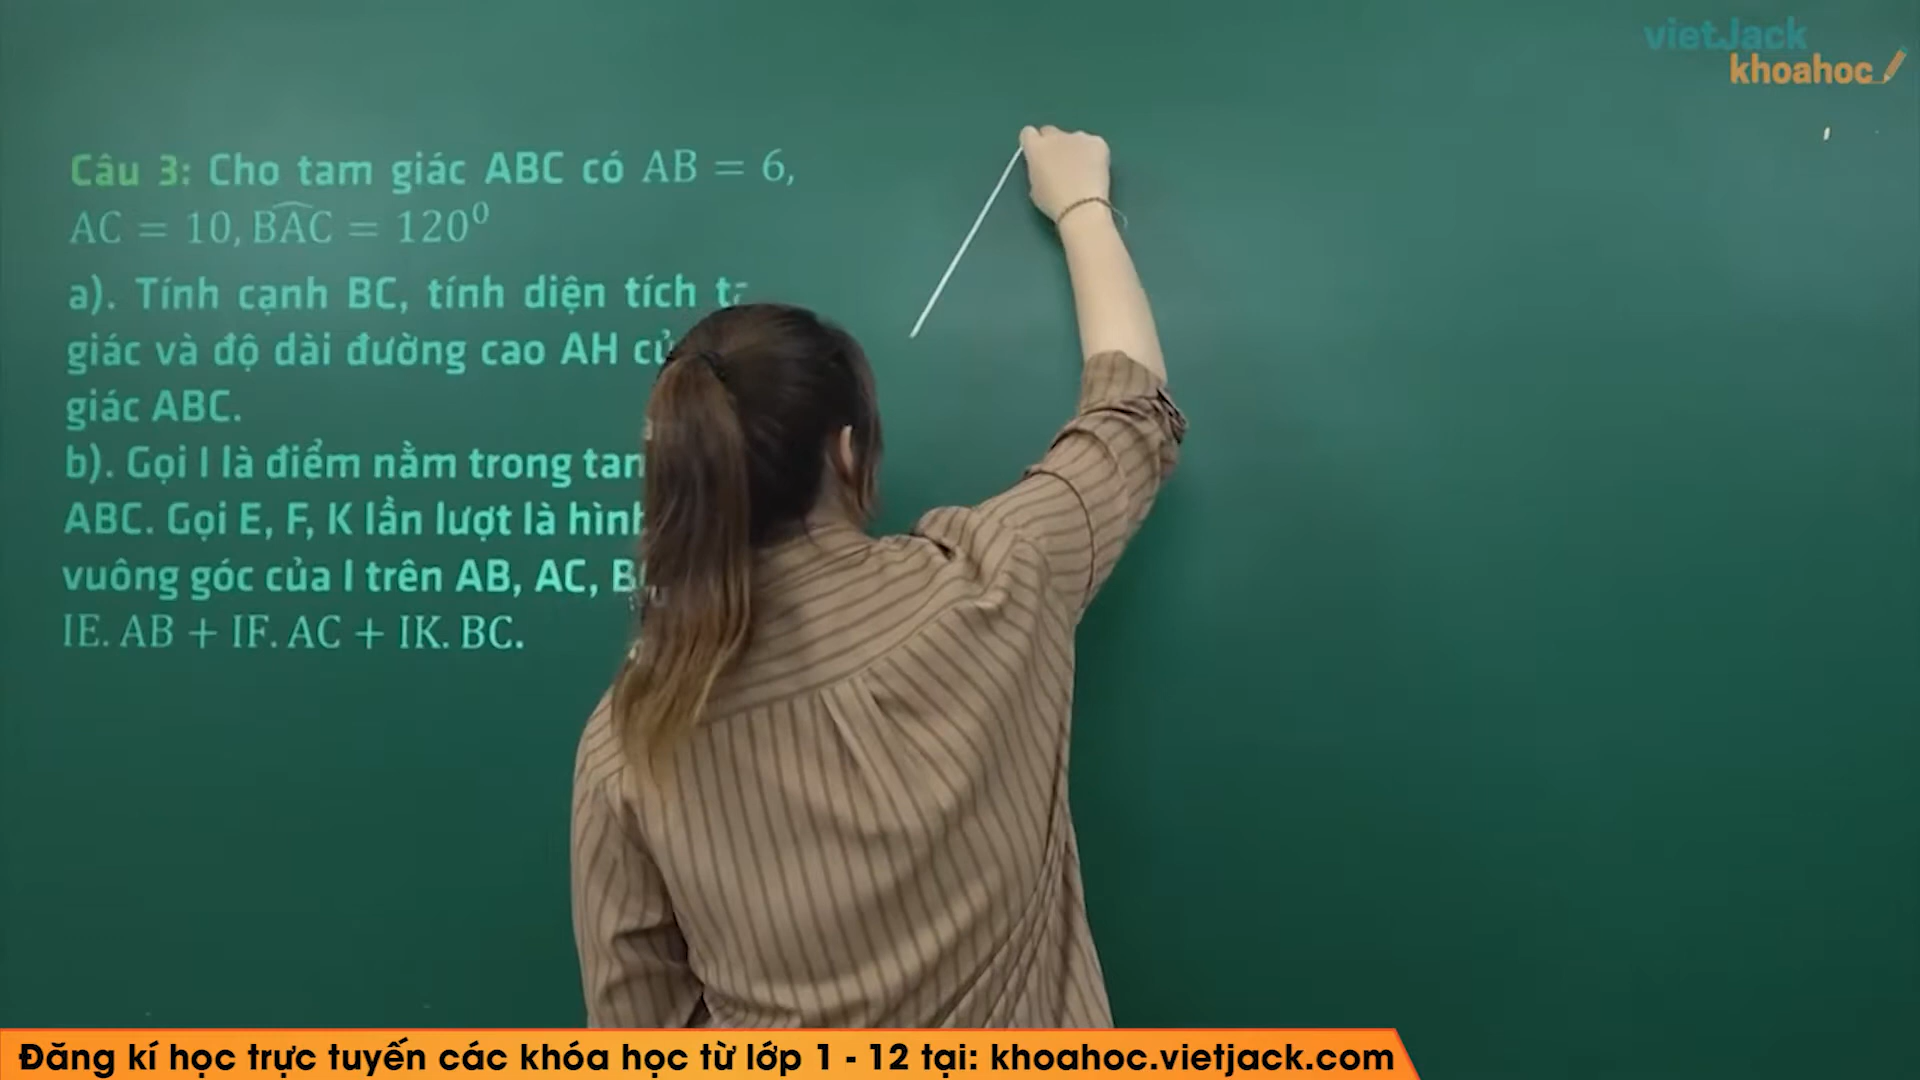 vietJack
khoahoc
Câu 3: Cho tam giác ABC có AB = 6,
AC = 10, BAC = 120⁰
a). Tính cạnh BC, tính diện tích
giác và độ dài đường cao AH
giác ABC.
b). Gọi I là điểm nằm trong
ABC. Gọi E, F, K lần lượt là
vuông góc của I trên AB, AC,
IE. AB + IF. AC + IK. BC.
Đăng kí học trực tuyến các khóa học từ lớp 1 - 12 tại: khoahoc.vietjack.com